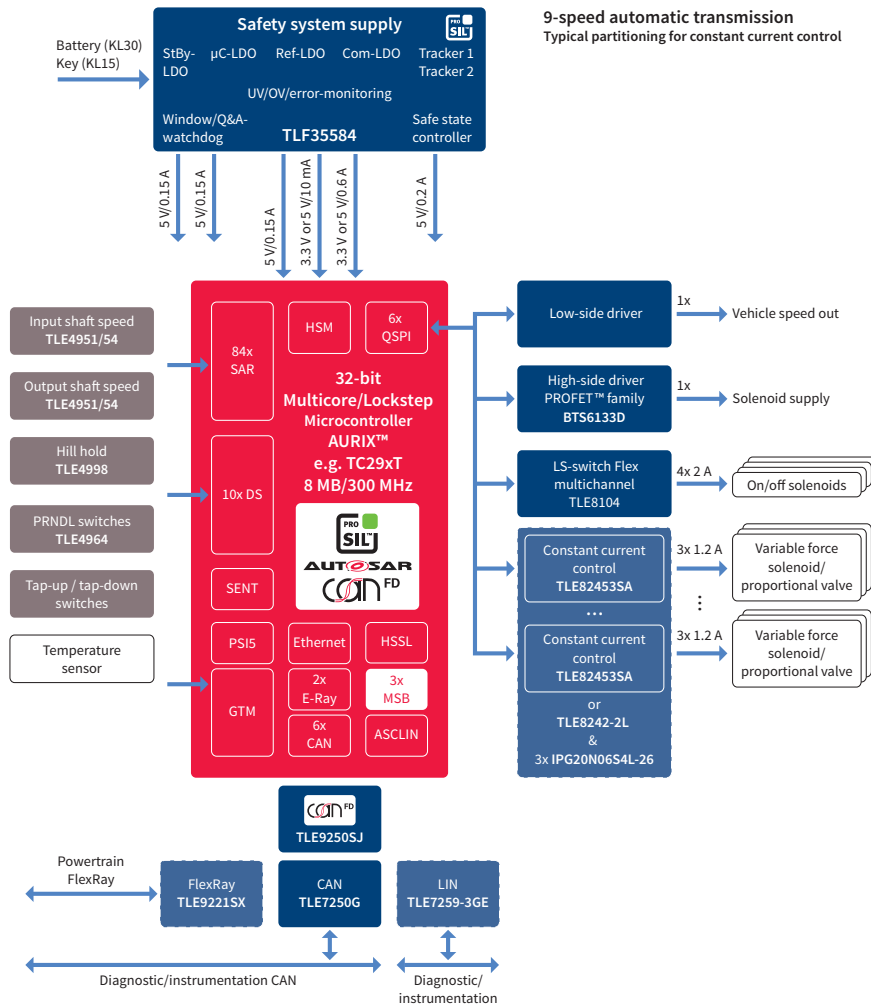 9-speed automatic transmission
Typical partitioning for constant current control
Safety system supply
PRO
SIL™
Battery (KL30)
Key (KL15)
StBy-
LDO
µC-LDO
Ref-LDO
Com-LDO
Tracker 1
Tracker 2
UV/OV/error-monitoring
Window/Q&A-
watchdog
TLF35584
Safe state
controller
5 V/0.15 A
5 V/0.15 A
5 V/0.15 A
3.3 V or 5 V/10 mA
3.3 V or 5 V/0.6 A
5 V/0.2 A
Input shaft speed
TLE4951/54
Output shaft speed
TLE4951/54
Hill hold
TLE4998
PRNDL switches
TLE4964
Tap-up / tap-down
switches
Temperature
sensor
84x
SAR
HSM
6x
QSPI
32-bit
Multicore/Lockstep
Microcontroller
AURIX™
e.g. TC29xT
8 MB/300 MHz
10x DS
PRO
SIL™
AUTOSAR
CAN FD
SENT
PSI5
Ethernet
HSSL
GTM
2x
E-Ray
3x
MSB
6x
CAN
ASCLIN
Low-side driver
1x
Vehicle speed out
High-side driver
PROFET™ family
BTS6133D
1x
Solenoid supply
LS-switch Flex
multichannel
TLE8104
4x 2 A
On/off solenoids
Constant current
control
TLE82453SA
3x 1.2 A
Variable force
solenoid/
proportional valve
...
⋮
Constant current
control
TLE82453SA
3x 1.2 A
Variable force
solenoid/
proportional valve
or
TLE8242-2L
&
3x IPG20N06S4L-26
CAN FD
TLE9250SJ
Powertrain
FlexRay
FlexRay
TLE9221SX
CAN
TLE7250G
LIN
TLE7259-3GE
Diagnostic/instrumentation CAN
Diagnostic/
instrumentation